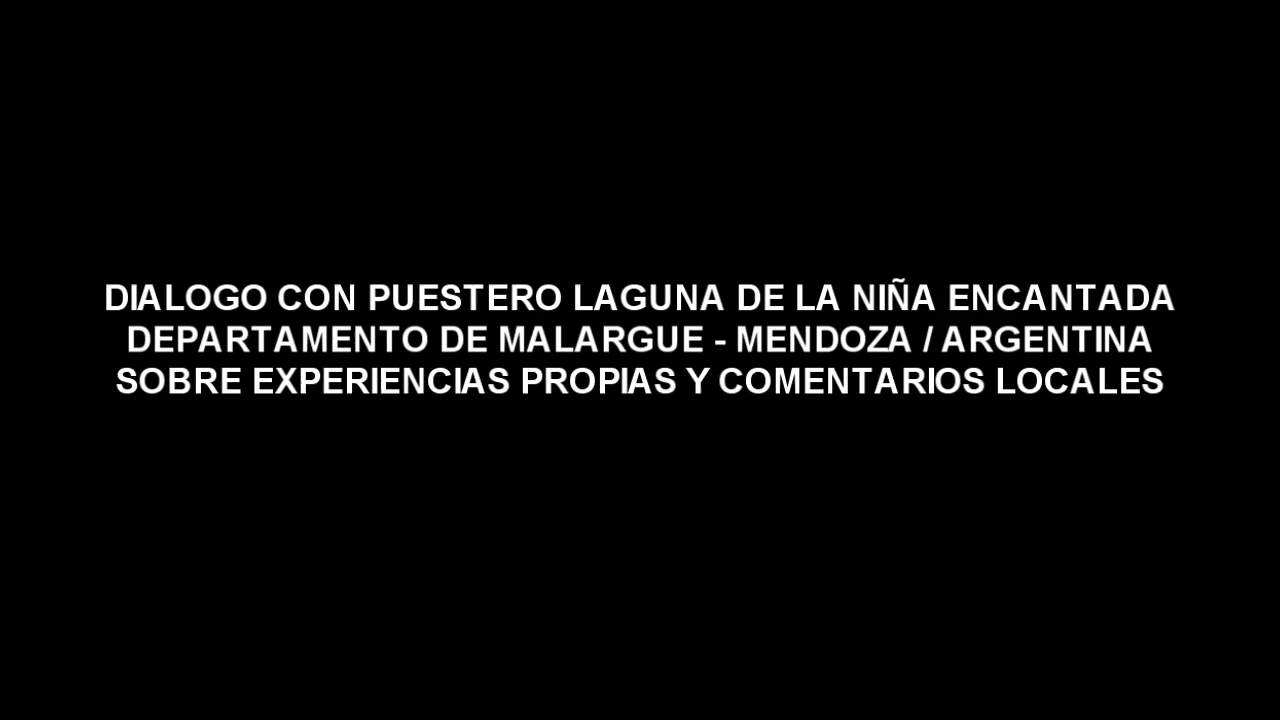 DIALOGO CON PUESTERO LAGUNA DE LA NIÑA ENCANTADA
DEPARTAMENTO DE MALARGUE - MENDOZA / ARGENTINA
SOBRE EXPERIENCIAS PROPIAS Y COMENTARIOS LOCALES